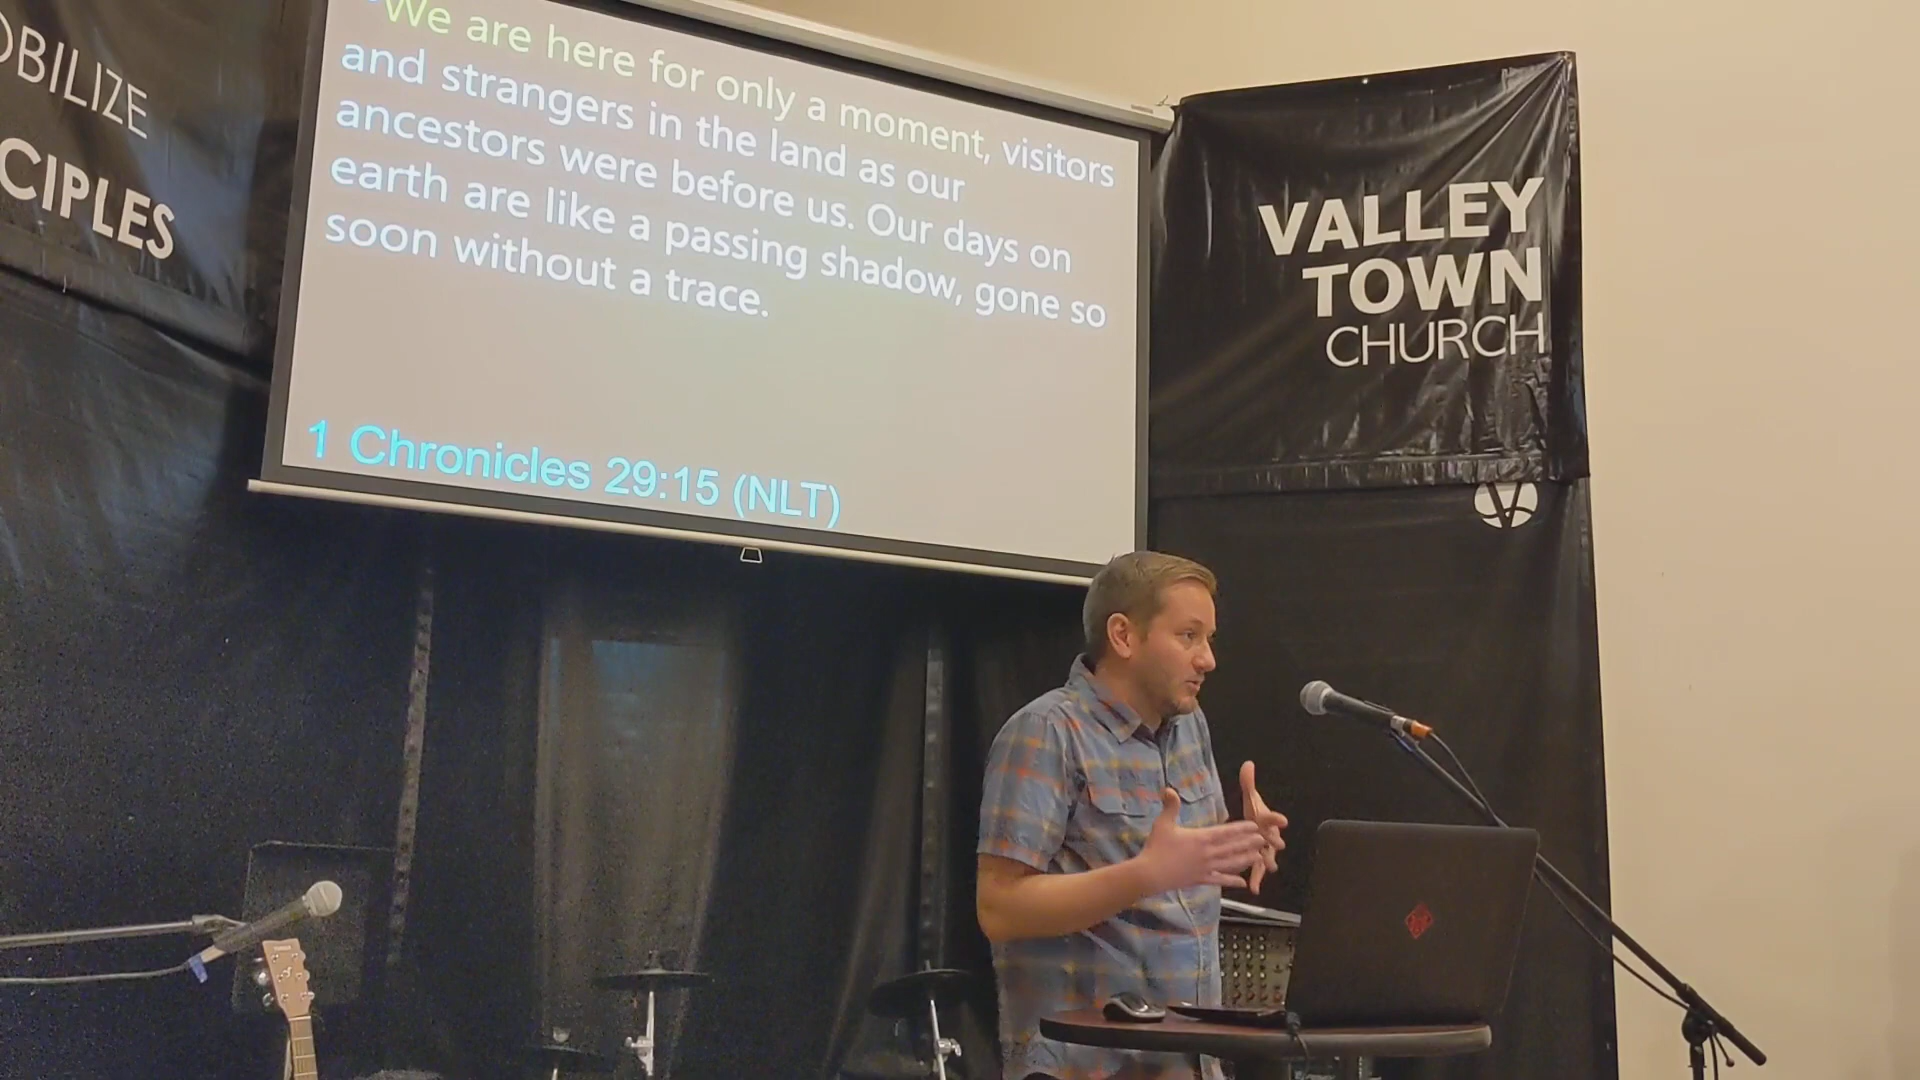 OBILIZE
CIPLES
We are here for only a moment, visitors
and strangers in the land as our
ancestors were before us. Our days on
earth are like a passing shadow, gone so
soon without a trace.
1 Chronicles 29:15 (NLT)
VALLEY
TOWN
CHURCH